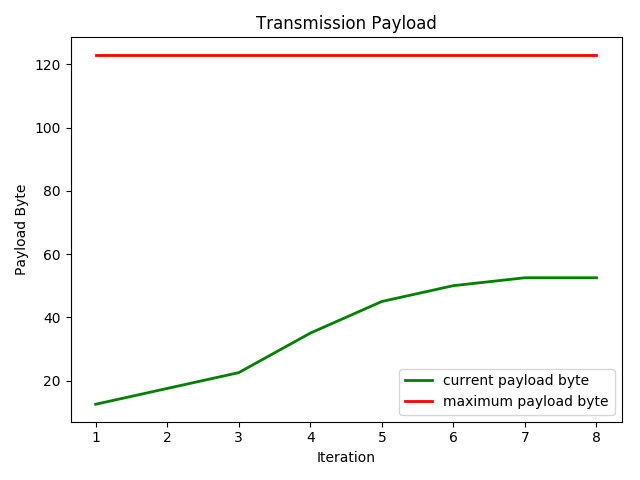 Transmission Payload
120
100
80
60
40
20
Payload Byte
current payload byte
maximum payload byte
1 2 3 4 5 6 7 8
Iteration